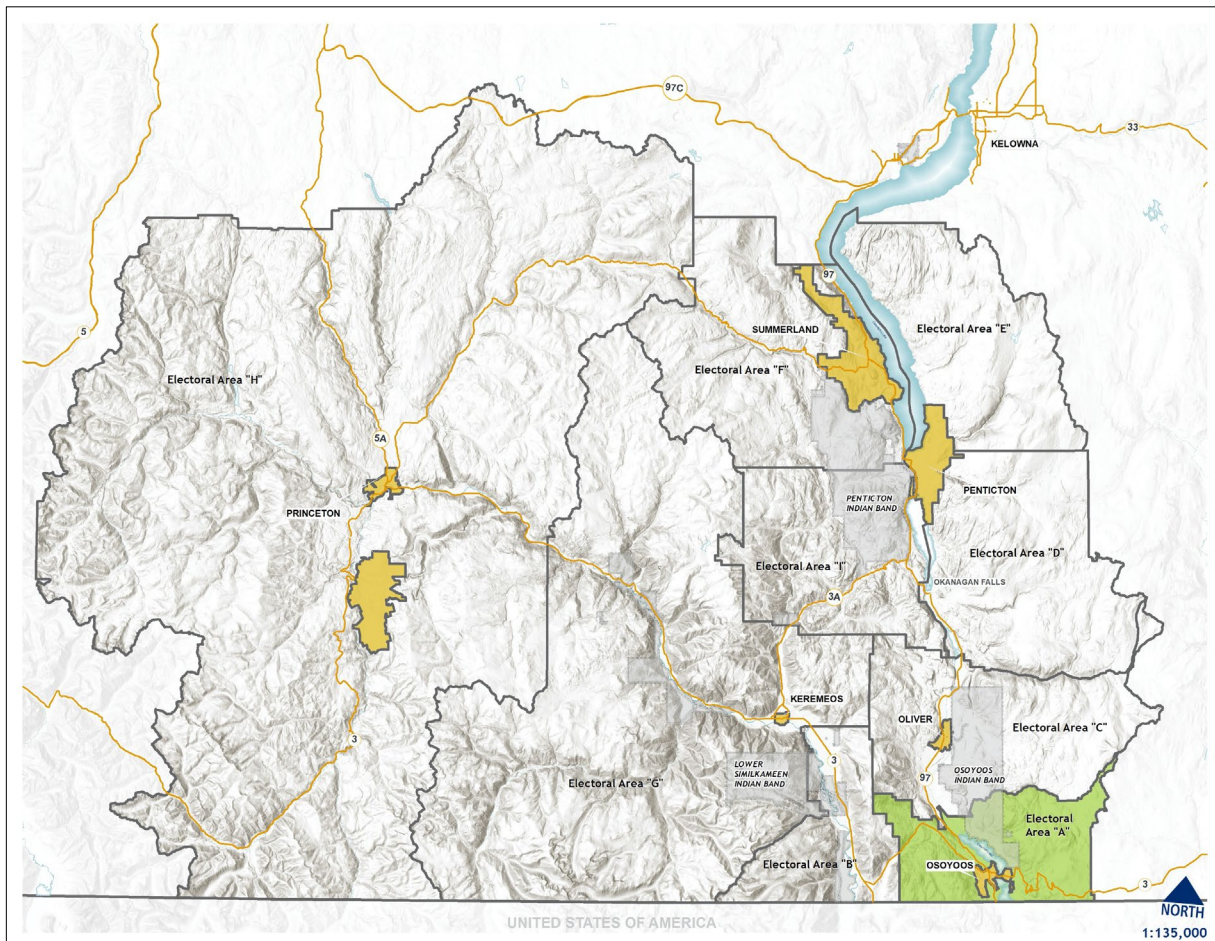 97C
33
KELOWNA
97
SUMMERLAND
5
Electoral Area "E"
Electoral Area "F"
Electoral Area "H"
5A
PENTICTON
PENTICTON
INDIAN BAND
PRINCETON
Electoral Area "D"
Electoral Area "I"
OKANAGAN FALLS
3A
KEREMEOS
OLIVER
Electoral Area "C"
3
3
LOWER
SIMILKAMEEN
INDIAN BAND
OSOYOOS
INDIAN BAND
97
Electoral Area "G"
Electoral
Area "A"
Electoral Area "B"
OSOYOOS
3
NORTH
UNITED STATES OF AMERICA
1:135,000